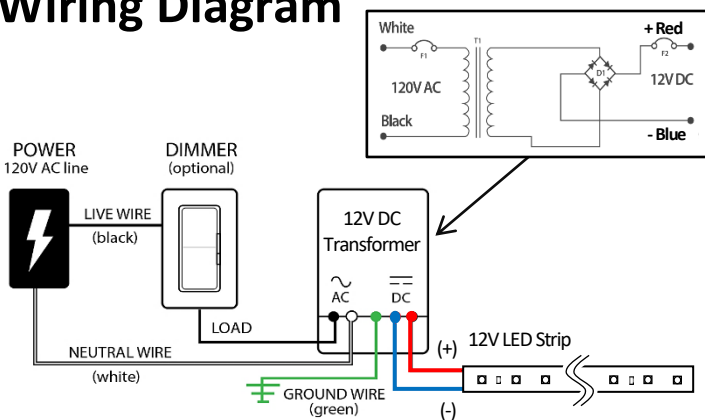 Wiring Diagram
White
+ Red
F1
T1
D1
F2
120V AC
12V DC
Black
- Blue
POWER
120V AC line
DIMMER
(optional)
LIVE WIRE
(black)
12V DC
Transformer
AC
DC
LOAD
NEUTRAL WIRE
(white)
(+)
12V LED Strip
GROUND WIRE
(green)
(-)